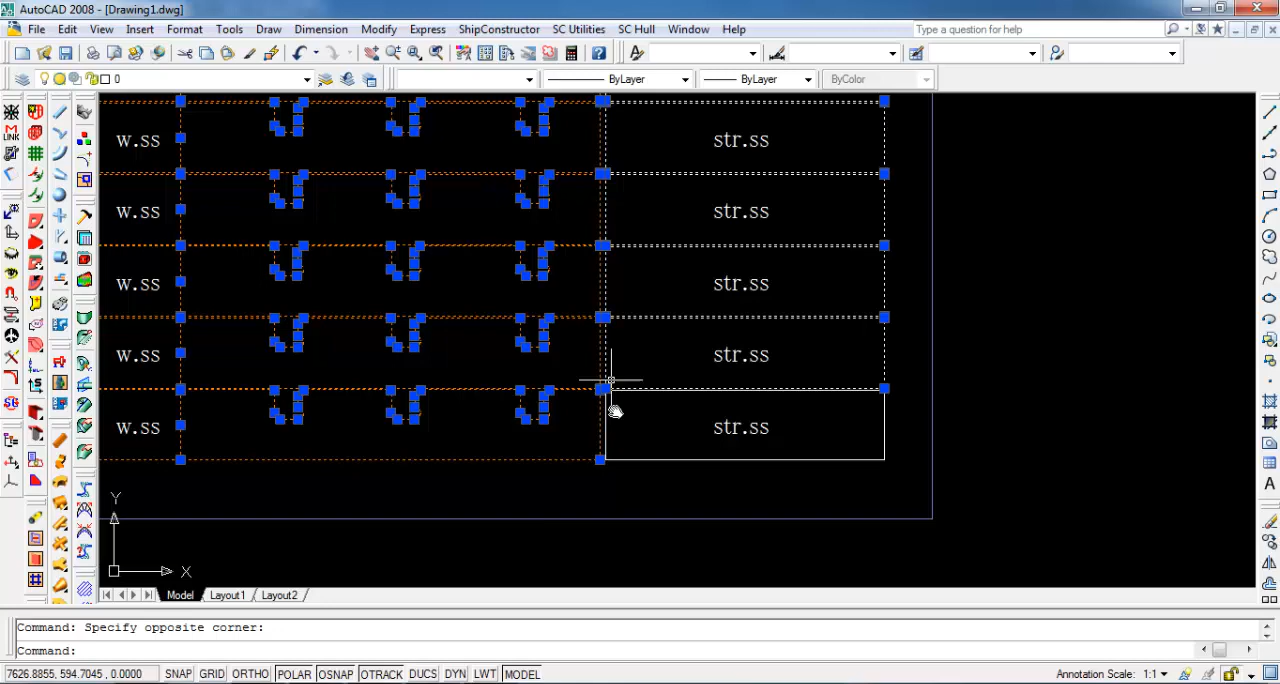 AutoCAD 2008 - [Drawing1.dwg]
File Edit View Insert Format Tools Draw Dimension Modify Express ShipConstructor SC Utilities SC Hull Window Help Type a question for help
0 ByLayer ByLayer ByColor
w.ss str.ss
w.ss str.ss
w.ss str.ss
w.ss str.ss
w.ss str.ss
Y
X
Model Layout1 Layout2
Command: Specify opposite corner:
Command:
7626.8855, 594.7045, 0.0000 SNAP GRID ORTHO POLAR OSNAP OTRACK DUCS DYN LWT MODEL Annotation Scale: 1:1
M
LINK
A